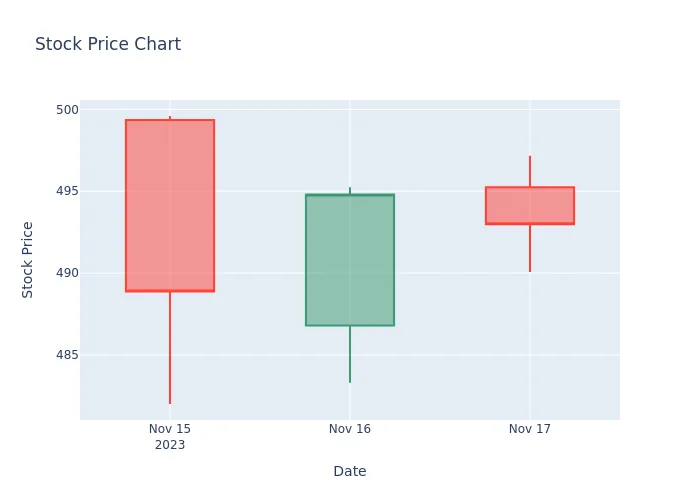 Stock Price Chart
500
495
490
485
Stock Price
Nov 15
2023
Nov 16
Nov 17
Date